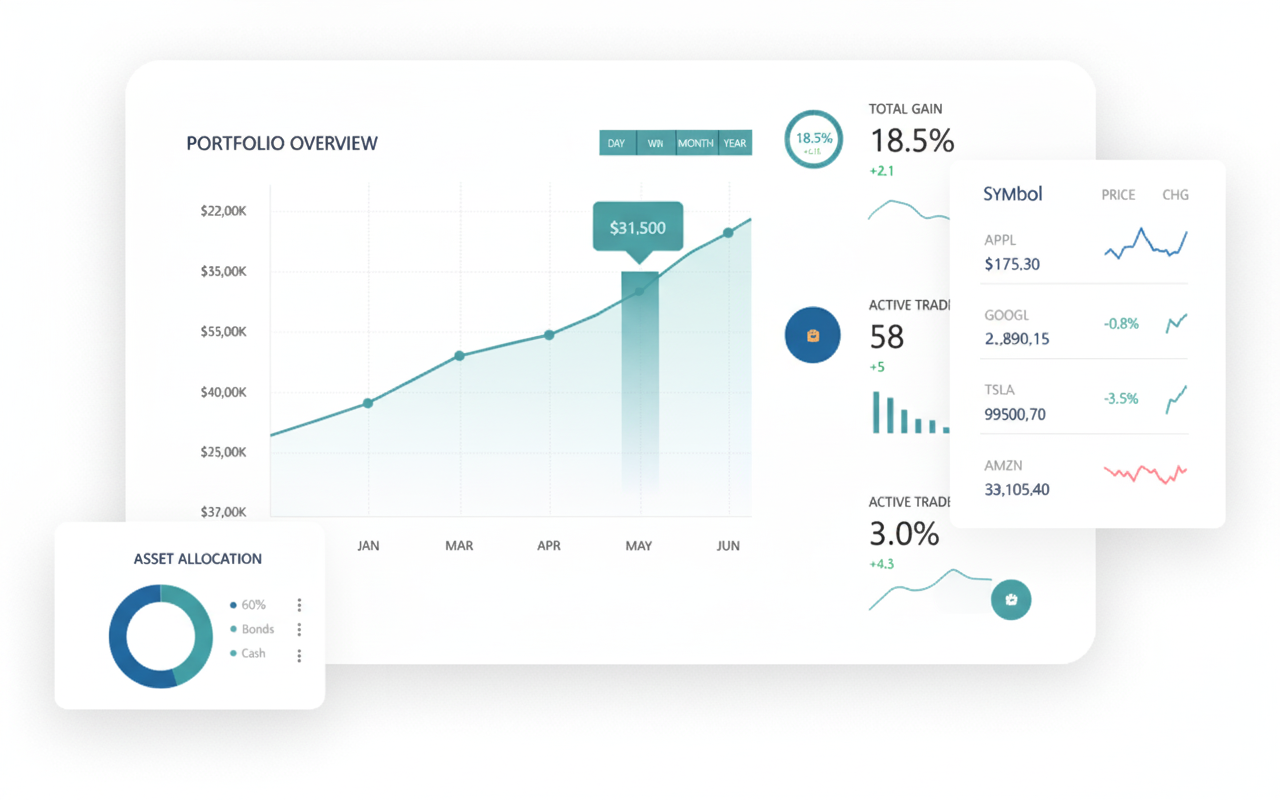 PORTFOLIO OVERVIEW
DAY WIN MONTH YEAR
$22,00K
$35,00K
$55,00K
$40,00K
$25,00K
$37,00K
$31,500
JAN MAR APR MAY JUN
18.5%
TOTAL GAIN
18.5%
+2.1
ACTIVE TRADE
58
+5
ACTIVE TRADE
3.0%
+4.3
SYMbol PRICE CHG
APPL
$175.30
GOOGL
2.,890,15
-0.8%
TSLA
99500,70
-3.5%
AMZN
33,105,40
ASSET ALLOCATION
60%
Bonds
Cash